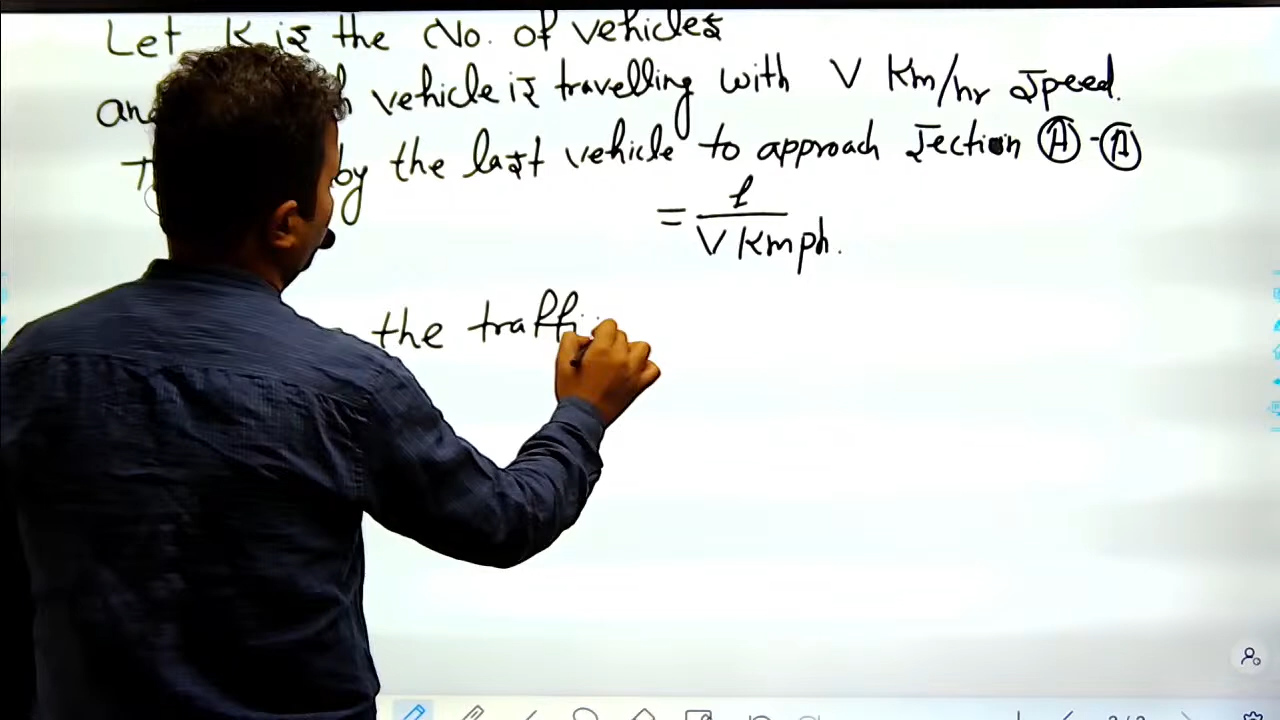 Let K is the No. of vehicles
vehicle is travelling with V Km/hr speed.
by the last vehicle to approach section A-A
= l
V Kmph.
the traffi